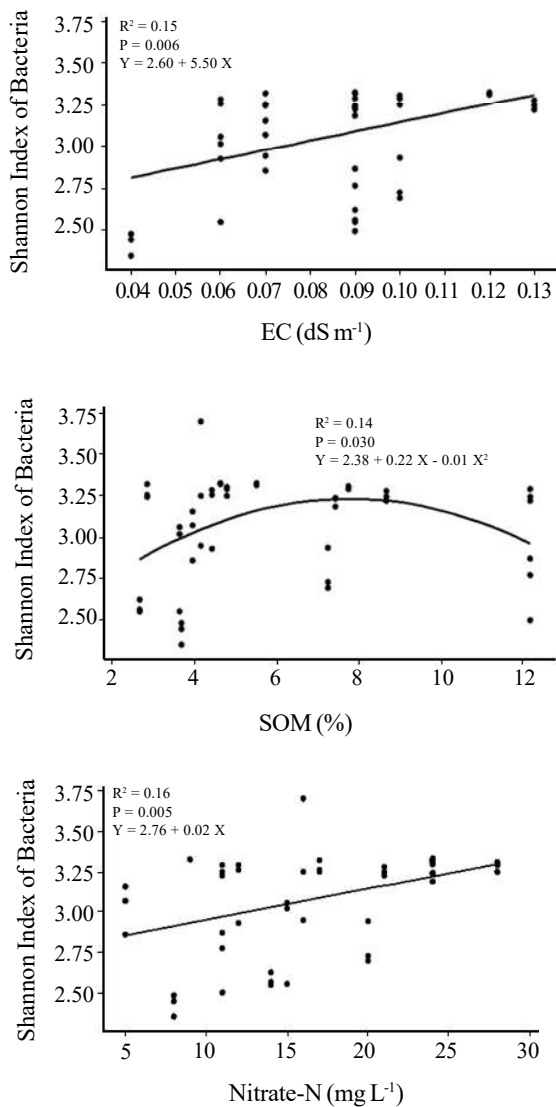 R² = 0.15
P = 0.006
Y = 2.60 + 5.50 X
3.75
3.50
3.25
3.00
2.75
2.50
Shannon Index of Bacteria
0.04 0.05 0.06 0.07 0.08 0.09 0.10 0.11 0.12 0.13
EC (dS m⁻¹)
R² = 0.14
P = 0.030
Y = 2.38 + 0.22 X - 0.01 X²
3.75
3.50
3.25
3.00
2.75
2.50
Shannon Index of Bacteria
2 4 6 8 10 12
SOM (%)
R² = 0.16
P = 0.005
Y = 2.76 + 0.02 X
3.75
3.50
3.25
3.00
2.75
2.50
Shannon Index of Bacteria
5 10 15 20 25 30
Nitrate-N (mg L⁻¹)